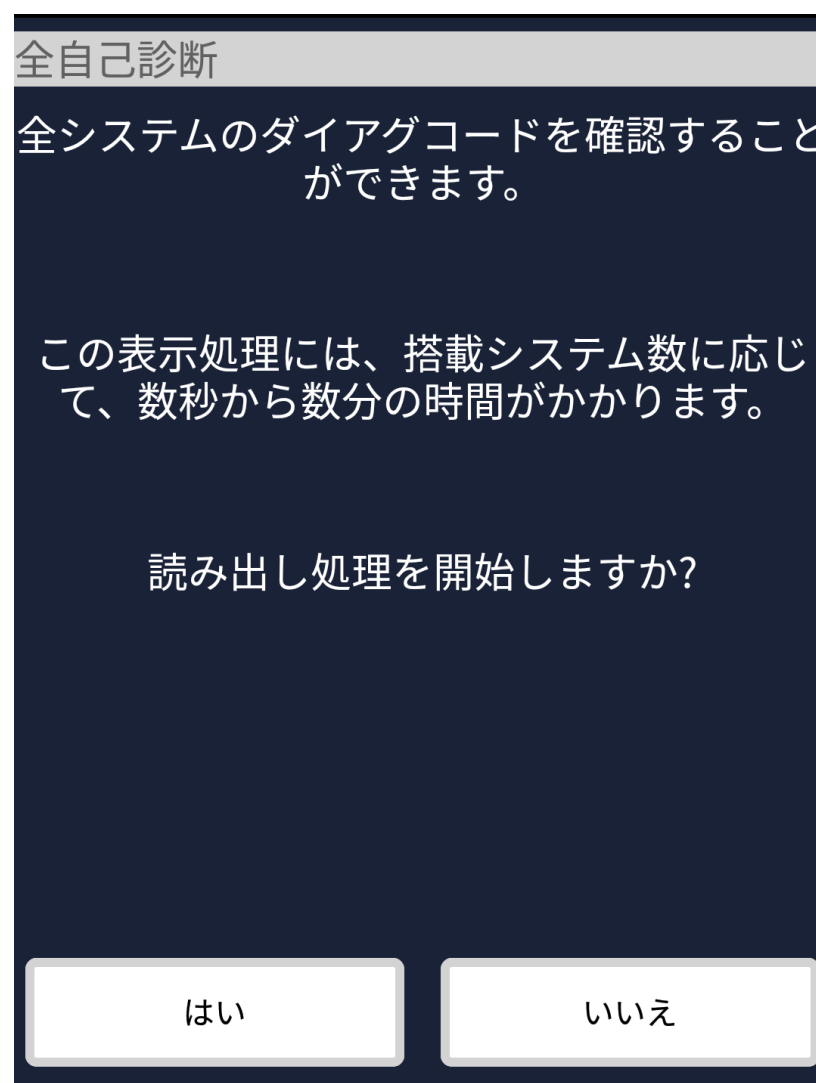 全自己診断
全システムのダイアグコードを確認すること
ができます。
この表示処理には、搭載システム数に応じ
て、数秒から数分の時間がかかります。
読み出し処理を開始しますか?
はい
いいえ